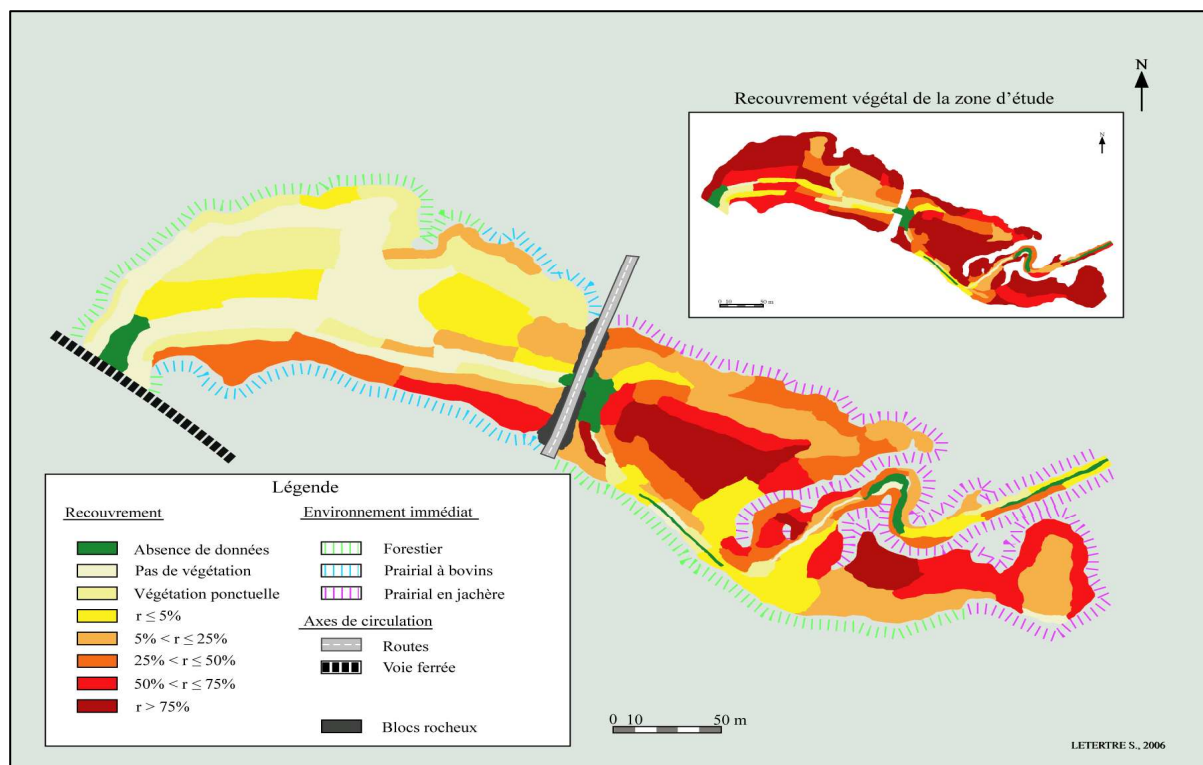 N
Recouvrement végétal de la zone d'étude
N
0 10 50 m
Légende
Recouvrement
Absence de données
Pas de végétation
Végétation ponctuelle
r ≤ 5%
5% < r ≤ 25%
25% < r ≤ 50%
50% < r ≤ 75%
r > 75%
Environnement immédiat
Forestier
Prairial à bovins
Prairial en jachère
Axes de circulation
Routes
Voie ferrée
Blocs rocheux
0 10 50 m
LETERTRE S., 2006